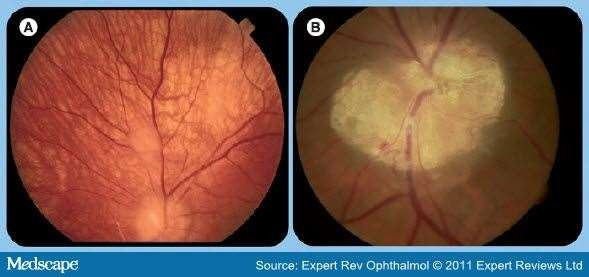 A
B
Medscape
Source: Expert Rev Ophthalmol © 2011 Expert Reviews Ltd